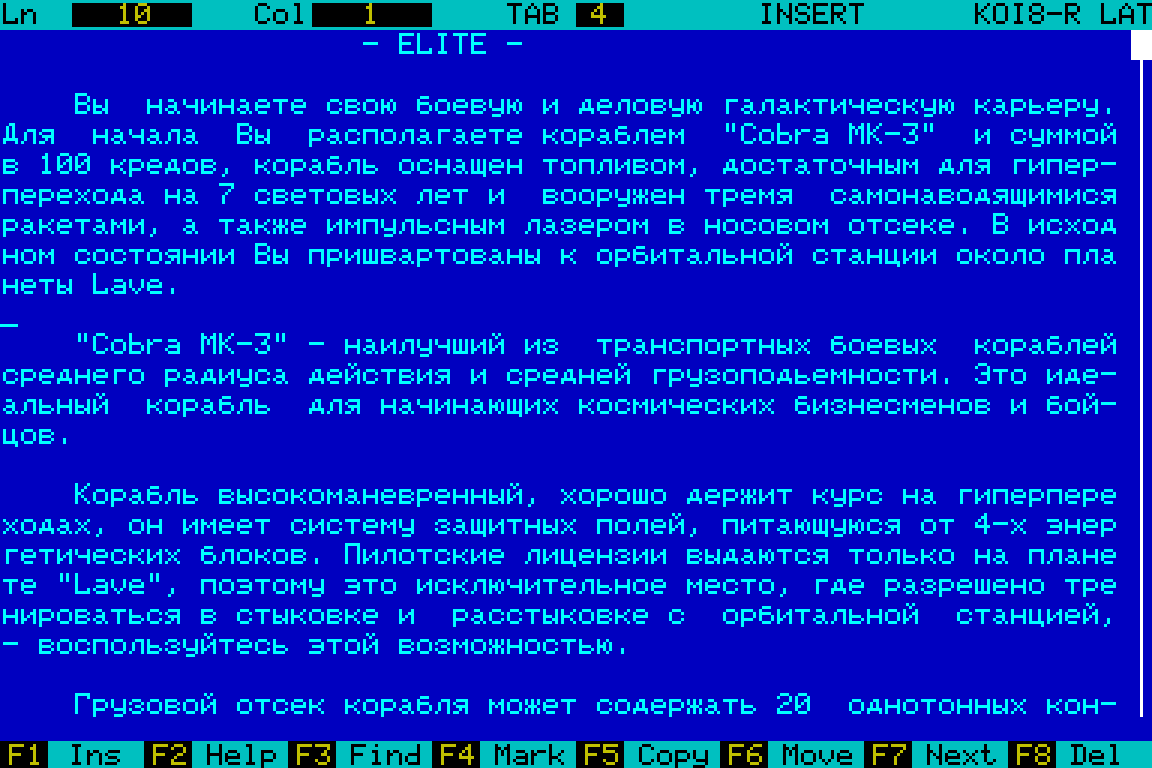 Ln 10 Col 1 TAB 4 INSERT KOI8-R LAT
- ELITE -
Вы начинаете свою боевую и деловую галактическую карьеру.
Для начала Вы располагаете кораблем "Cobra MK-3" и суммой
в 100 кредов, корабль оснащен топливом, достаточным для гипер-
перехода на 7 световых лет и вооружен тремя самонаводящимися
ракетами, а также импульсным лазером в носовом отсеке. В исход
ном состоянии Вы пришвартованы к орбитальной станции около пла
неты Lave.
"Cobra MK-3" - наилучший из транспортных боевых кораблей
среднего радиуса действия и средней грузоподьемности. Это иде-
альный корабль для начинающих космических бизнесменов и бой-
цов.
Корабль высокоманевренный, хорошо держит курс на гиперпере
ходах, он имеет систему защитных полей, питающуюся от 4-х энер
гетических блоков. Пилотские лицензии выдаются только на плане
те "Lave", поэтому это исключительное место, где разрешено тре
нироваться в стыковке и расстыковке с орбитальной станцией,
- воспользуйтесь этой возможностью.
Грузовой отсек корабля может содержать 20 однотонных кон-
F1 Ins F2 Help F3 Find F4 Mark F5 Copy F6 Move F7 Next F8 Del